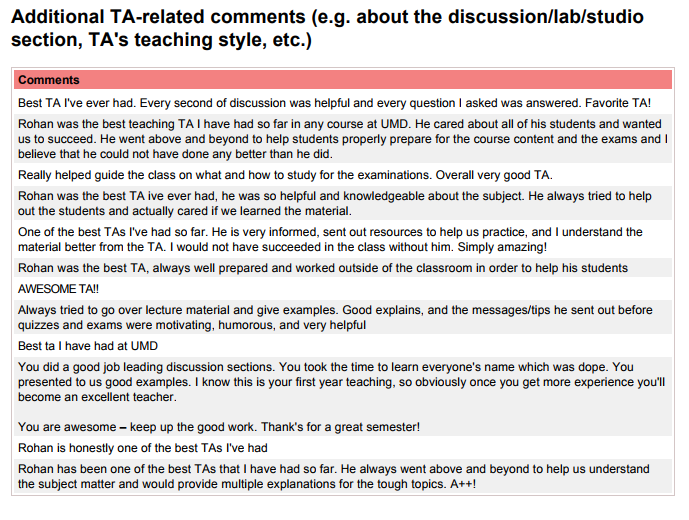 Additional TA-related comments (e.g. about the discussion/lab/studio
section, TA's teaching style, etc.)
Comments
Best TA I've ever had. Every second of discussion was helpful and every question I asked was answered. Favorite TA!
Rohan was the best teaching TA I have had so far in any course at UMD. He cared about all of his students and wanted
us to succeed. He went above and beyond to help students properly prepare for the course content and the exams and I
believe that he could not have done any better than he did.
Really helped guide the class on what and how to study for the examinations. Overall very good TA.
Rohan was the best TA ive ever had, he was so helpful and knowledgeable about the subject. He always tried to help
out the students and actually cared if we learned the material.
One of the best TAs I've had so far. He is very informed, sent out resources to help us practice, and I understand the
material better from the TA. I would not have succeeded in the class without him. Simply amazing!
Rohan was the best TA, always well prepared and worked outside of the classroom in order to help his students
AWESOME TA!!
Always tried to go over lecture material and give examples. Good explains, and the messages/tips he sent out before
quizzes and exams were motivating, humorous, and very helpful
Best ta I have had at UMD
You did a good job leading discussion sections. You took the time to learn everyone's name which was dope. You
presented to us good examples. I know this is your first year teaching, so obviously once you get more experience you'll
become an excellent teacher.
You are awesome – keep up the good work. Thank's for a great semester!
Rohan is honestly one of the best TAs I've had
Rohan has been one of the best TAs that I have had so far. He always went above and beyond to help us understand
the subject matter and would provide multiple explanations for the tough topics. A++!